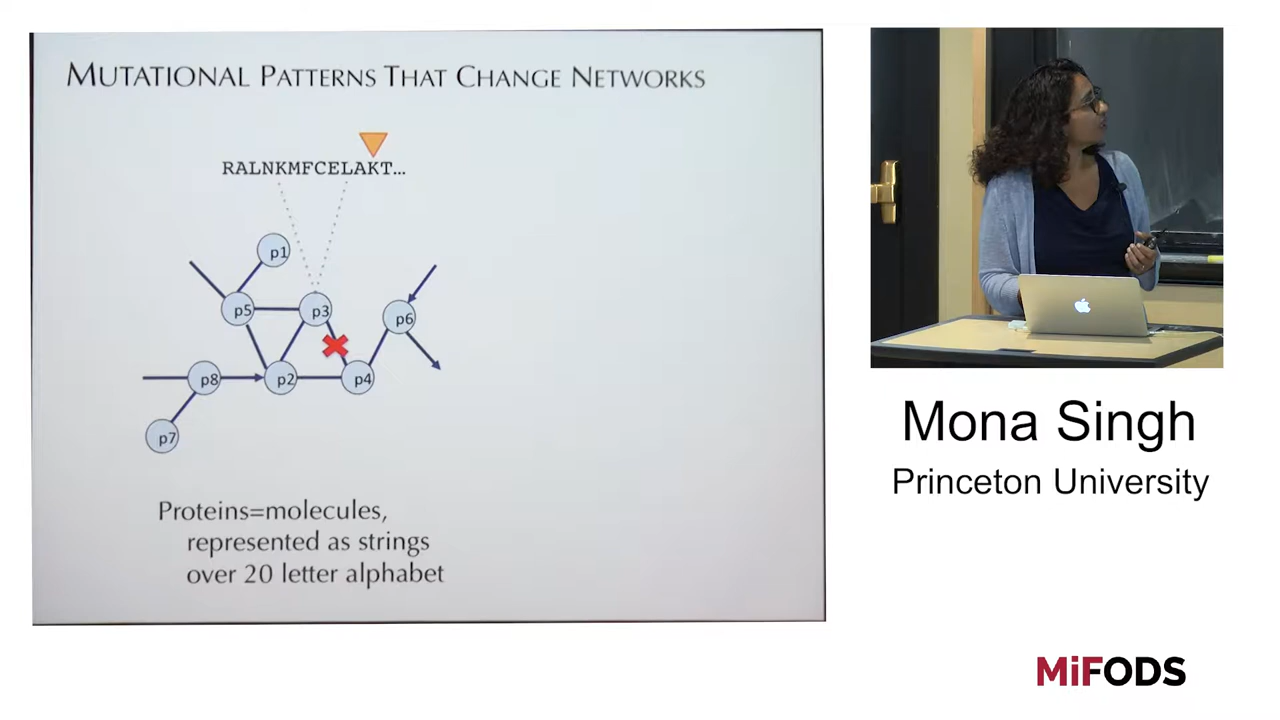 MUTATIONAL PATTERNS THAT CHANGE NETWORKS
RALNKMFCELAKT...
p1
p5
p3
p6
p8
p2
p4
p7
Proteins=molecules,
represented as strings
over 20 letter alphabet
Mona Singh
Princeton University
MiFODS